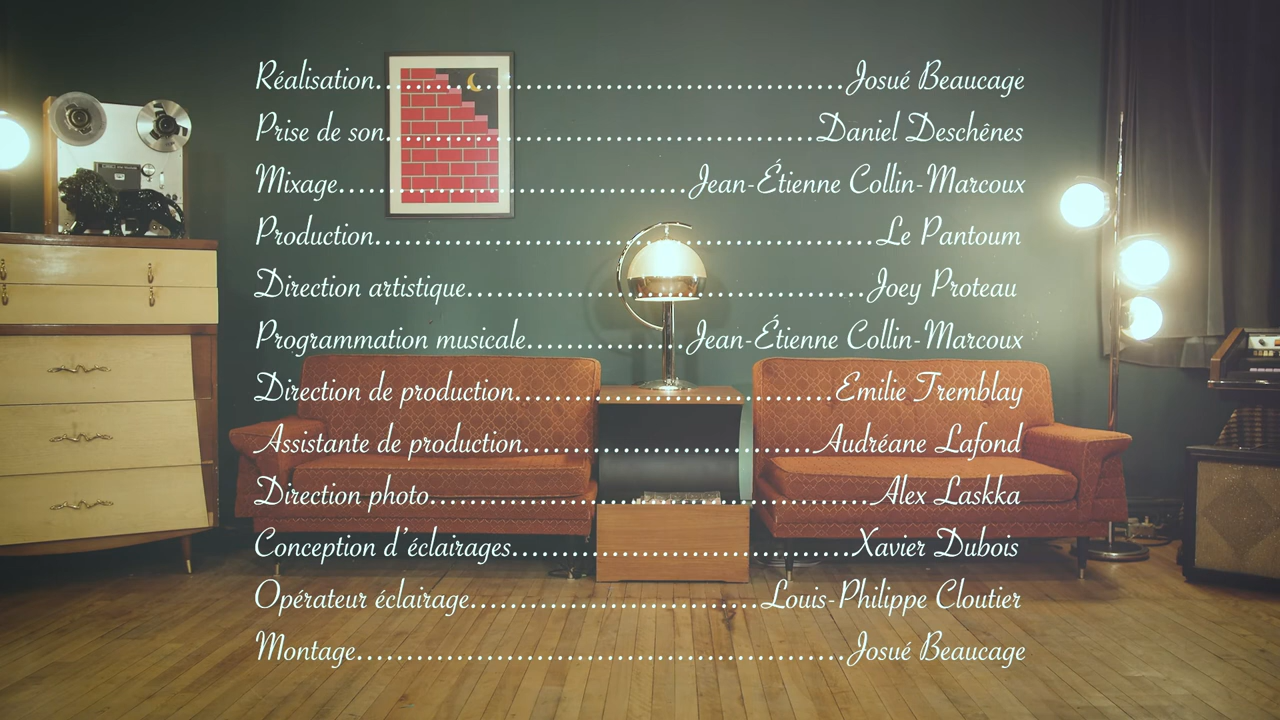 Réalisation.................................................Josué Beaucage
Prise de son.............................................Daniel Deschênes
Mixage.....................................Jean-Étienne Collin-Marcoux
Production....................................................Le Pantoum
Direction artistique..........................................Joey Proteau
Programmation musicale................Jean-Étienne Collin-Marcoux
Direction de production.................................Emilie Tremblay
Assistante de production..............................Audréane Lafond
Direction photo..............................................Alex Laskka
Conception d'éclairages...................................Xavier Dubois
Opérateur éclairage..............................Louis-Philippe Cloutier
Montage...................................................Josué Beaucage